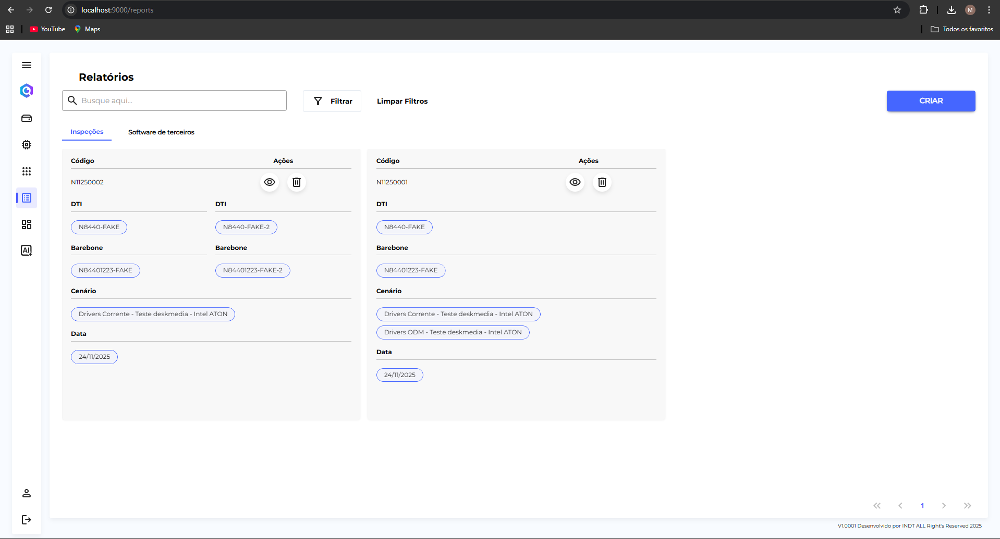 localhost:9000/reports
M
YouTube
Maps
Todos os favoritos
Relatórios
Busque aqui...
Filtrar
Limpar Filtros
CRIAR
Inspeções
Software de terceiros
Código
Ações
N11250002
DTI
DTI
N8440-FAKE
N8440-FAKE-2
Barebone
Barebone
N84401223-FAKE
N84401223-FAKE-2
Cenário
Drivers Corrente - Teste deskmedia - Intel ATON
Data
24/11/2025
Código
Ações
N11250001
DTI
N8440-FAKE
Barebone
N84401223-FAKE
Cenário
Drivers Corrente - Teste deskmedia - Intel ATON
Drivers ODM - Teste deskmedia - Intel ATON
Data
24/11/2025
AI
1
V1.0001 Desenvolvido por INDT ALL Right's Reserved 2025